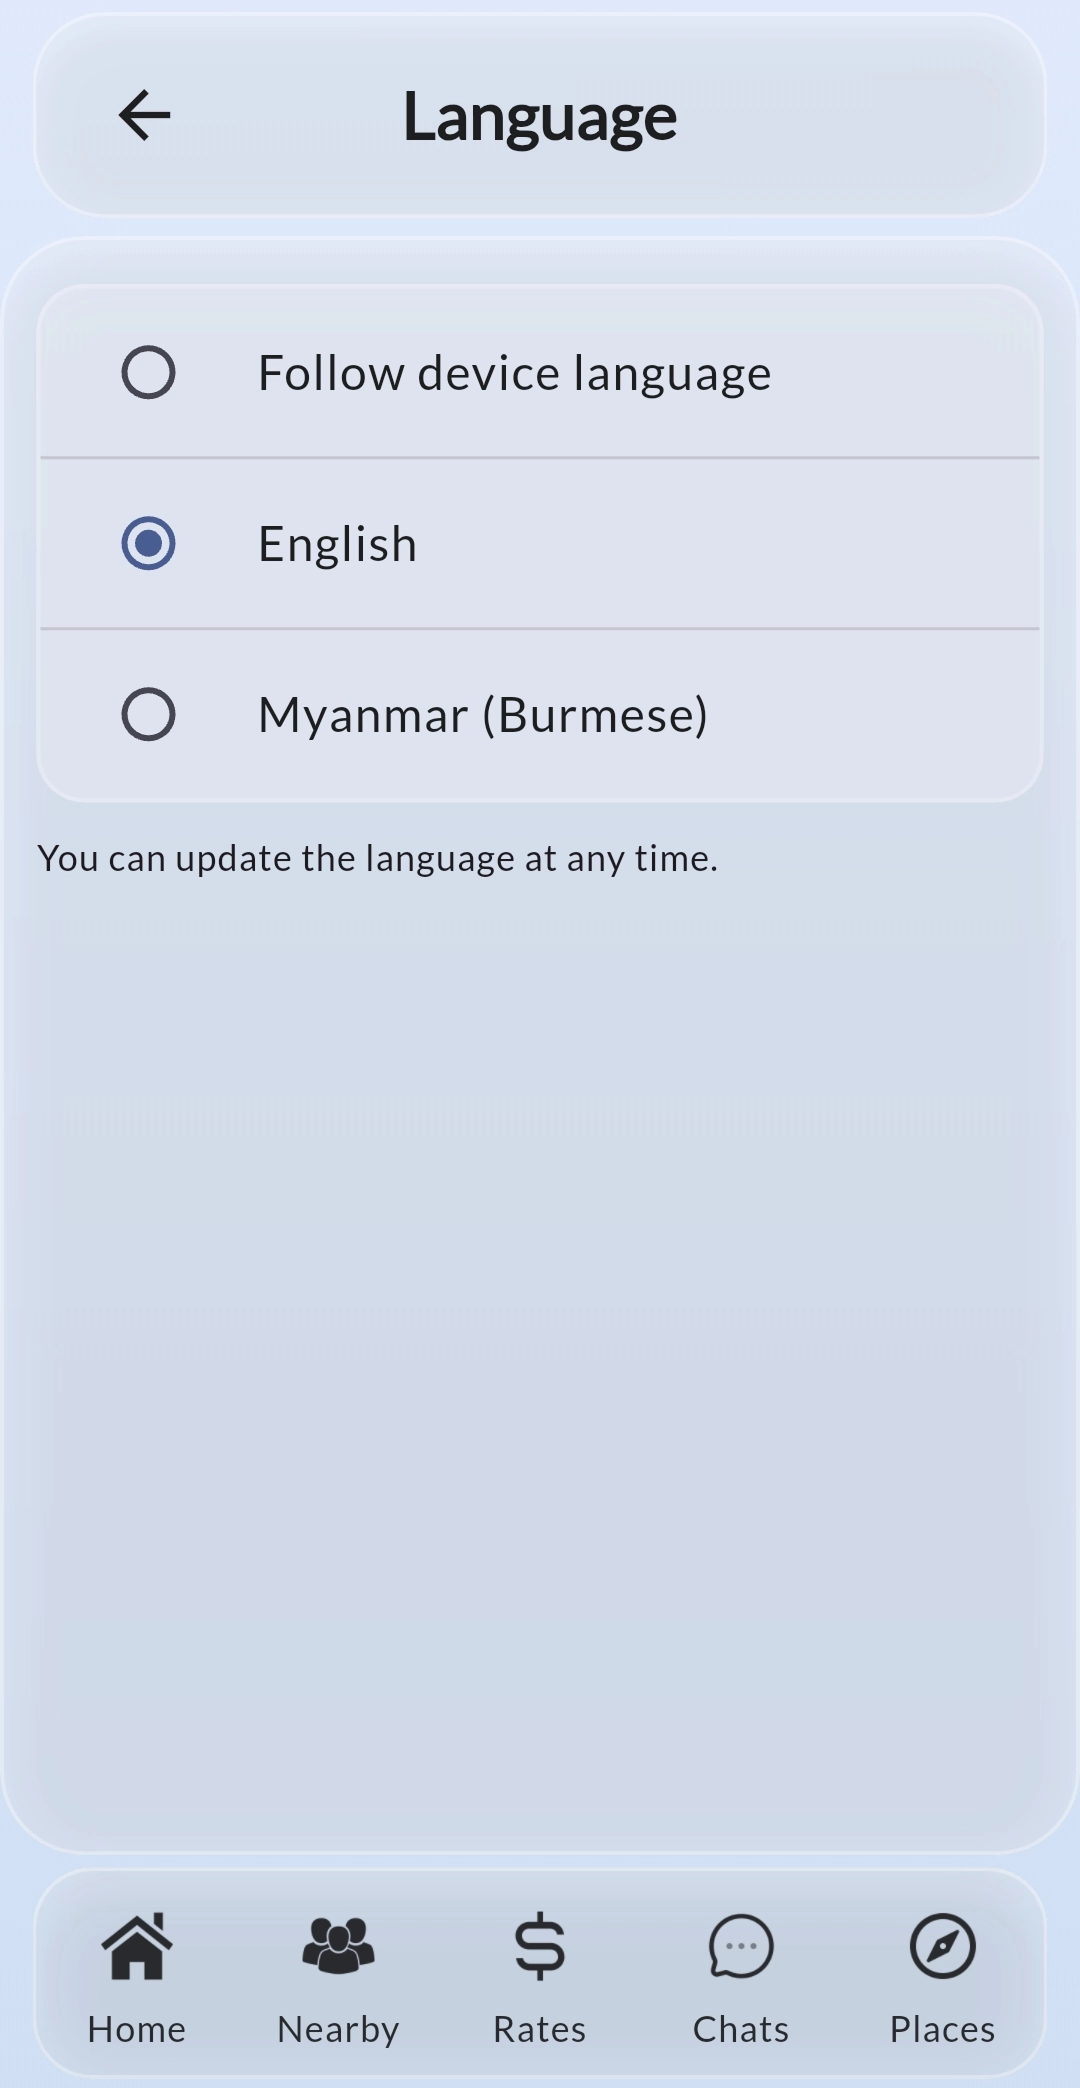 Language
Follow device language
English
Myanmar (Burmese)
You can update the language at any time.
Home Nearby Rates Chats Places